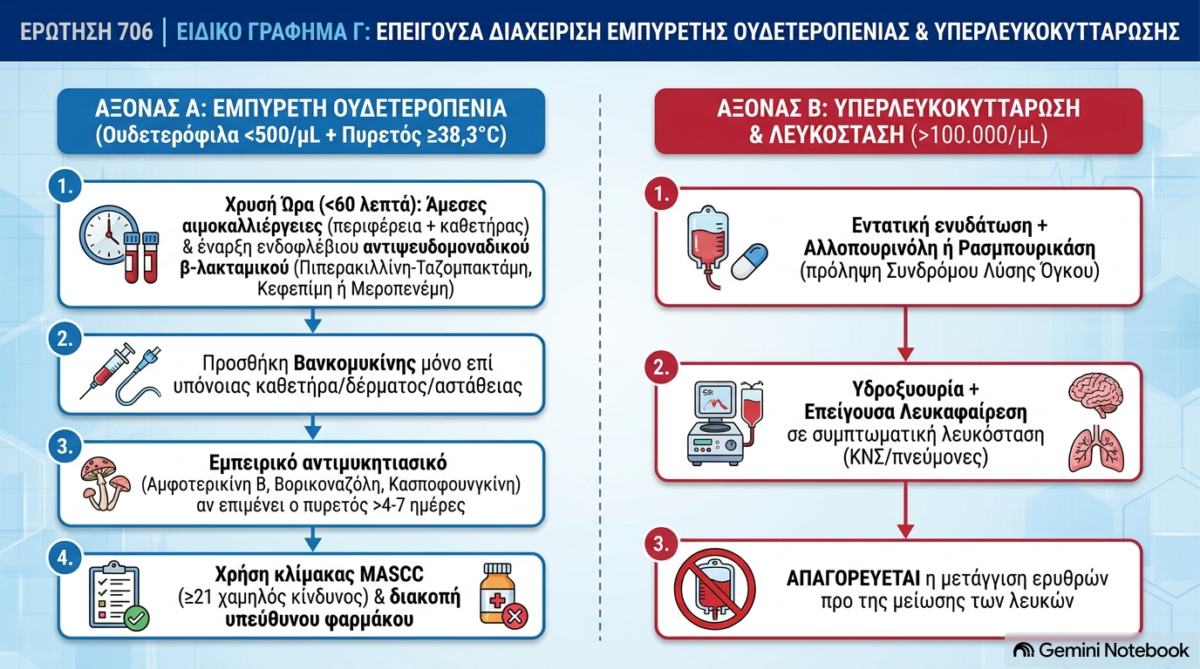 ΕΡΩΤΗΣΗ 706 | ΕΙΔΙΚΟ ΓΡΑΦΗΜΑ Γ: ΕΠΕΙΓΟΥΣΑ ΔΙΑΧΕΙΡΙΣΗ ΕΜΠΥΡΕΤΗΣ ΟΥΔΕΤΕΡΟΠΕΝΙΑΣ & ΥΠΕΡΛΕΥΚΟΚΥΤΤΑΡΩΣΗΣ
ΑΞΟΝΑΣ Α: ΕΜΠΥΡΕΤΗ ΟΥΔΕΤΕΡΟΠΕΝΙΑ
(Ουδετερόφιλα <500/μL + Πυρετός ≥38,3°C)
1.
Χρυσή Ώρα (<60 λεπτά): Άμεσες
αιμοκαλλιέργειες (περιφέρεια + καθετήρας)
& έναρξη ενδοφλέβιου αντιψευδομοναδικού
β-λακταμικού (Πιπερακιλλίνη-Ταζομπακτάμη,
Κεφεπίμη ή Μεροπενέμη)
2.
Προσθήκη Βανκομυκίνης μόνο επί
υπόνοιας καθετήρα/δέρματος/αστάθειας
3.
Εμπειρικό αντιμυκητιασικό
(Αμφοτερικίνη Β, Βορικοναζόλη, Κασποφουνγκίνη)
αν επιμένει ο πυρετός >4-7 ημέρες
4.
Χρήση κλίμακας MASCC
(≥21 χαμηλός κίνδυνος) & διακοπή
υπεύθυνου φαρμάκου
ΑΞΟΝΑΣ Β: ΥΠΕΡΛΕΥΚΟΚΥΤΤΑΡΩΣΗ
& ΛΕΥΚΟΣΤΑΣΗ (>100.000/μL)
1.
Εντατική ενυδάτωση +
Αλλοπουρινόλη ή Ρασμπουρικάση
(πρόληψη Συνδρόμου Λύσης Όγκου)
2.
Υδροξυουρία +
Επείγουσα Λευκαφαίρεση
σε συμπτωματική λευκόσταση
(ΚΝΣ/πνεύμονες)
3.
ΑΠΑΓΟΡΕΥΕΤΑΙ η μετάγγιση ερυθρών
προ της μείωσης των λευκών
Gemini Notebook